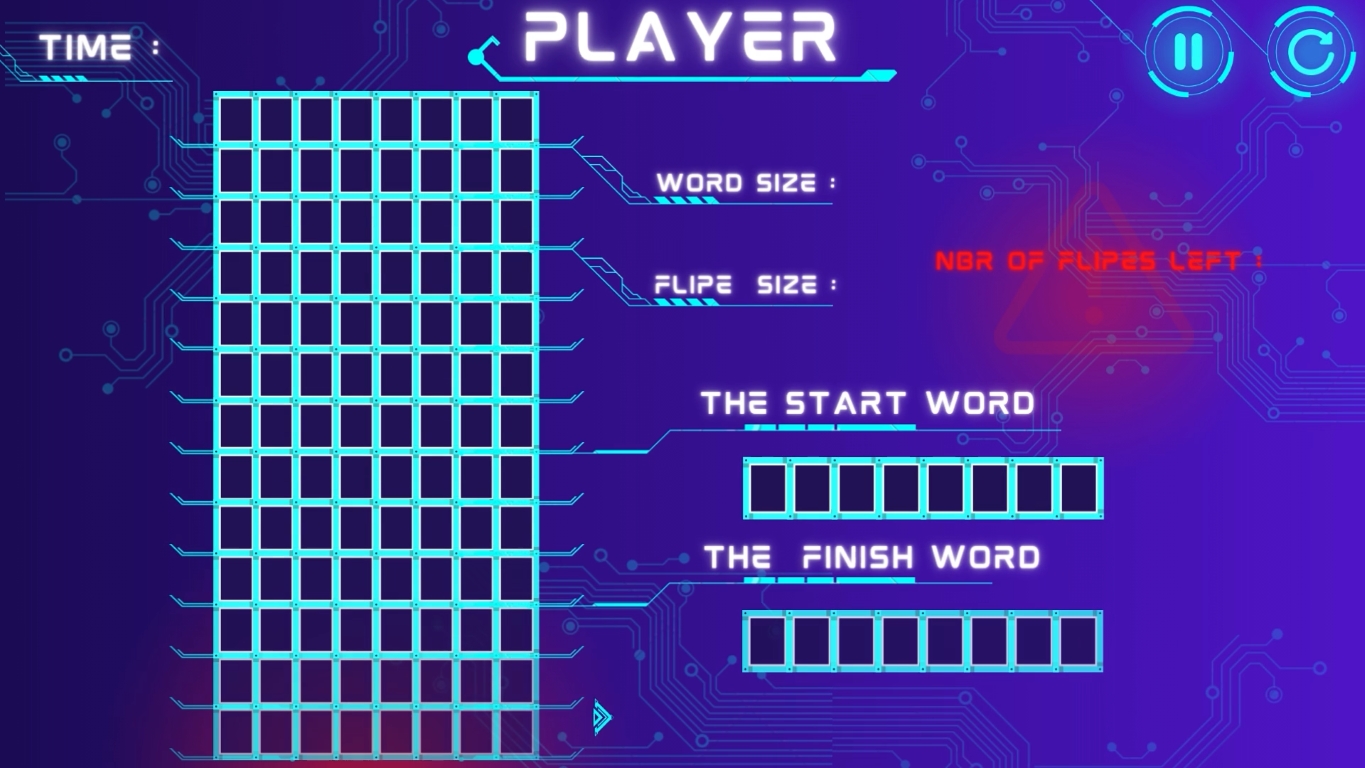 TIME :
PLAYER
WORD SIZE :
NBR OF FLIPES LEFT :
FLIPE SIZE :
THE START WORD
THE FINISH WORD